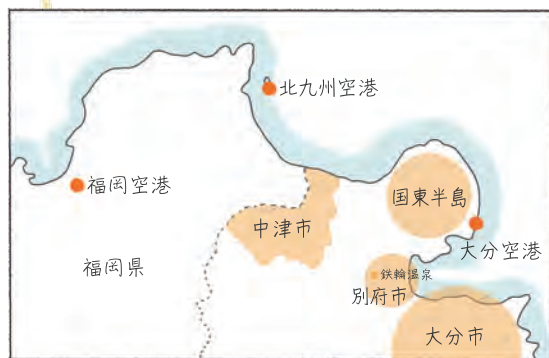 北九州空港
福岡空港
国東半島
中津市
大分空港
福岡県
鉄輪温泉
別府市
大分市